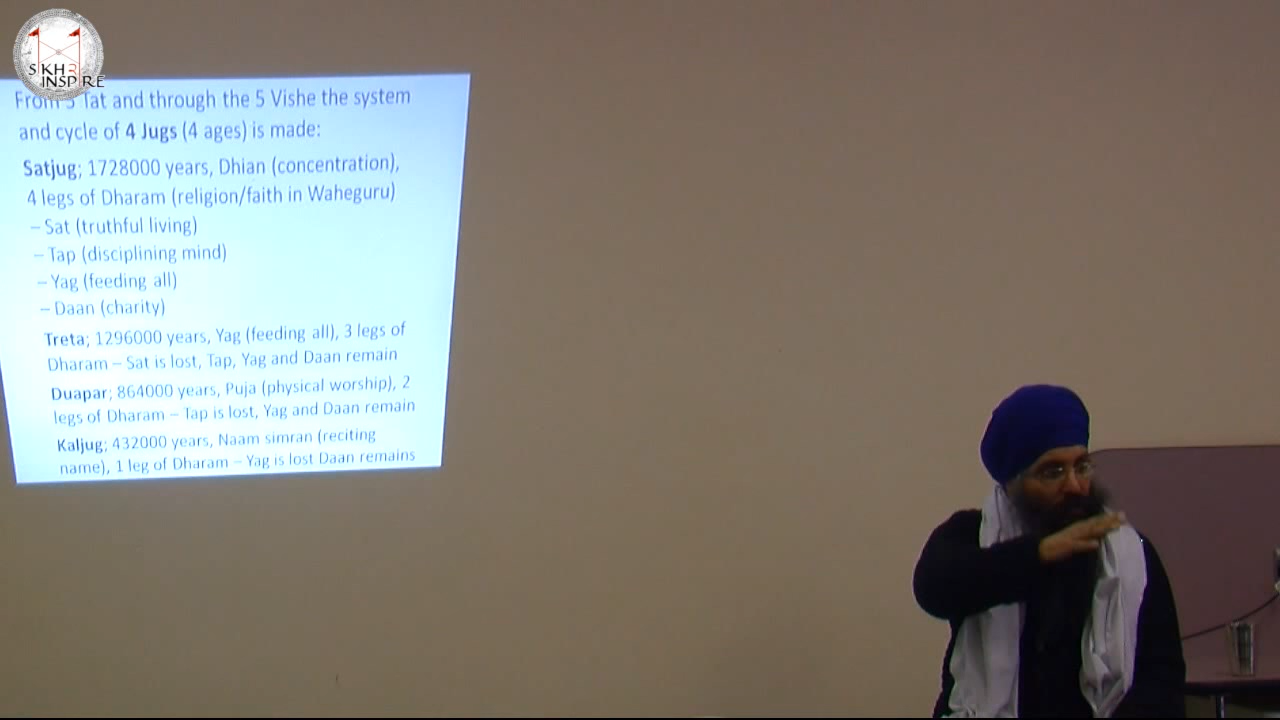 SIKHR
INSPIRE
From 5 Tat and through the 5 Vishe the system
and cycle of 4 Jugs (4 ages) is made:
Satjug; 1728000 years, Dhian (concentration),
4 legs of Dharam (religion/faith in Waheguru)
– Sat (truthful living)
– Tap (disciplining mind)
– Yag (feeding all)
– Daan (charity)
Treta; 1296000 years, Yag (feeding all), 3 legs of
Dharam – Sat is lost, Tap, Yag and Daan remain
Duapar; 864000 years, Puja (physical worship), 2
legs of Dharam – Tap is lost, Yag and Daan remain
Kaljug; 432000 years, Naam simran (reciting
name), 1 leg of Dharam – Yag is lost Daan remains